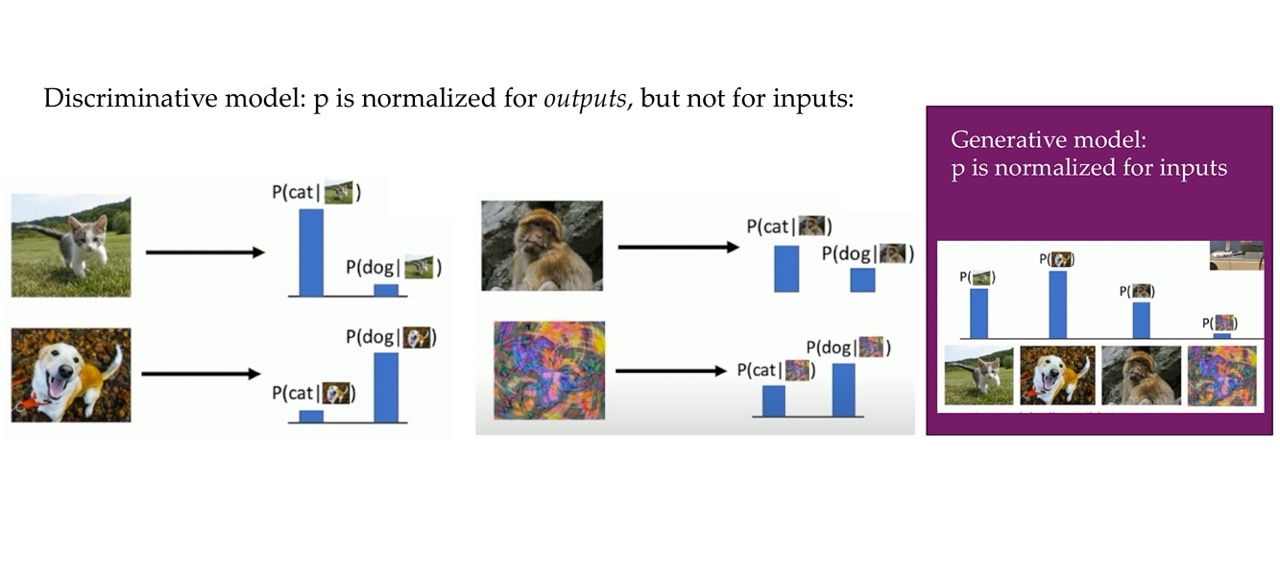 Discriminative model: p is normalized for outputs, but not for inputs:
P(cat| )
P(dog| )
P(dog| )
P(cat| )
P(cat| )
P(dog| )
P(dog| )
P(cat| )
Generative model:
p is normalized for inputs
P( )
P( )
P( )
P( )